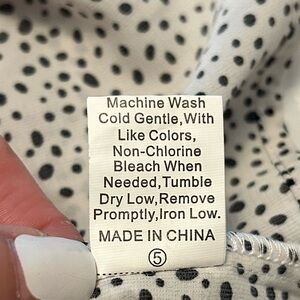 Machine Wash
Cold Gentle,With
Like Colors,
Non-Chlorine
Bleach When
Needed,Tumble
Dry Low,Remove
Promptly,Iron Low.
MADE IN CHINA
⑤